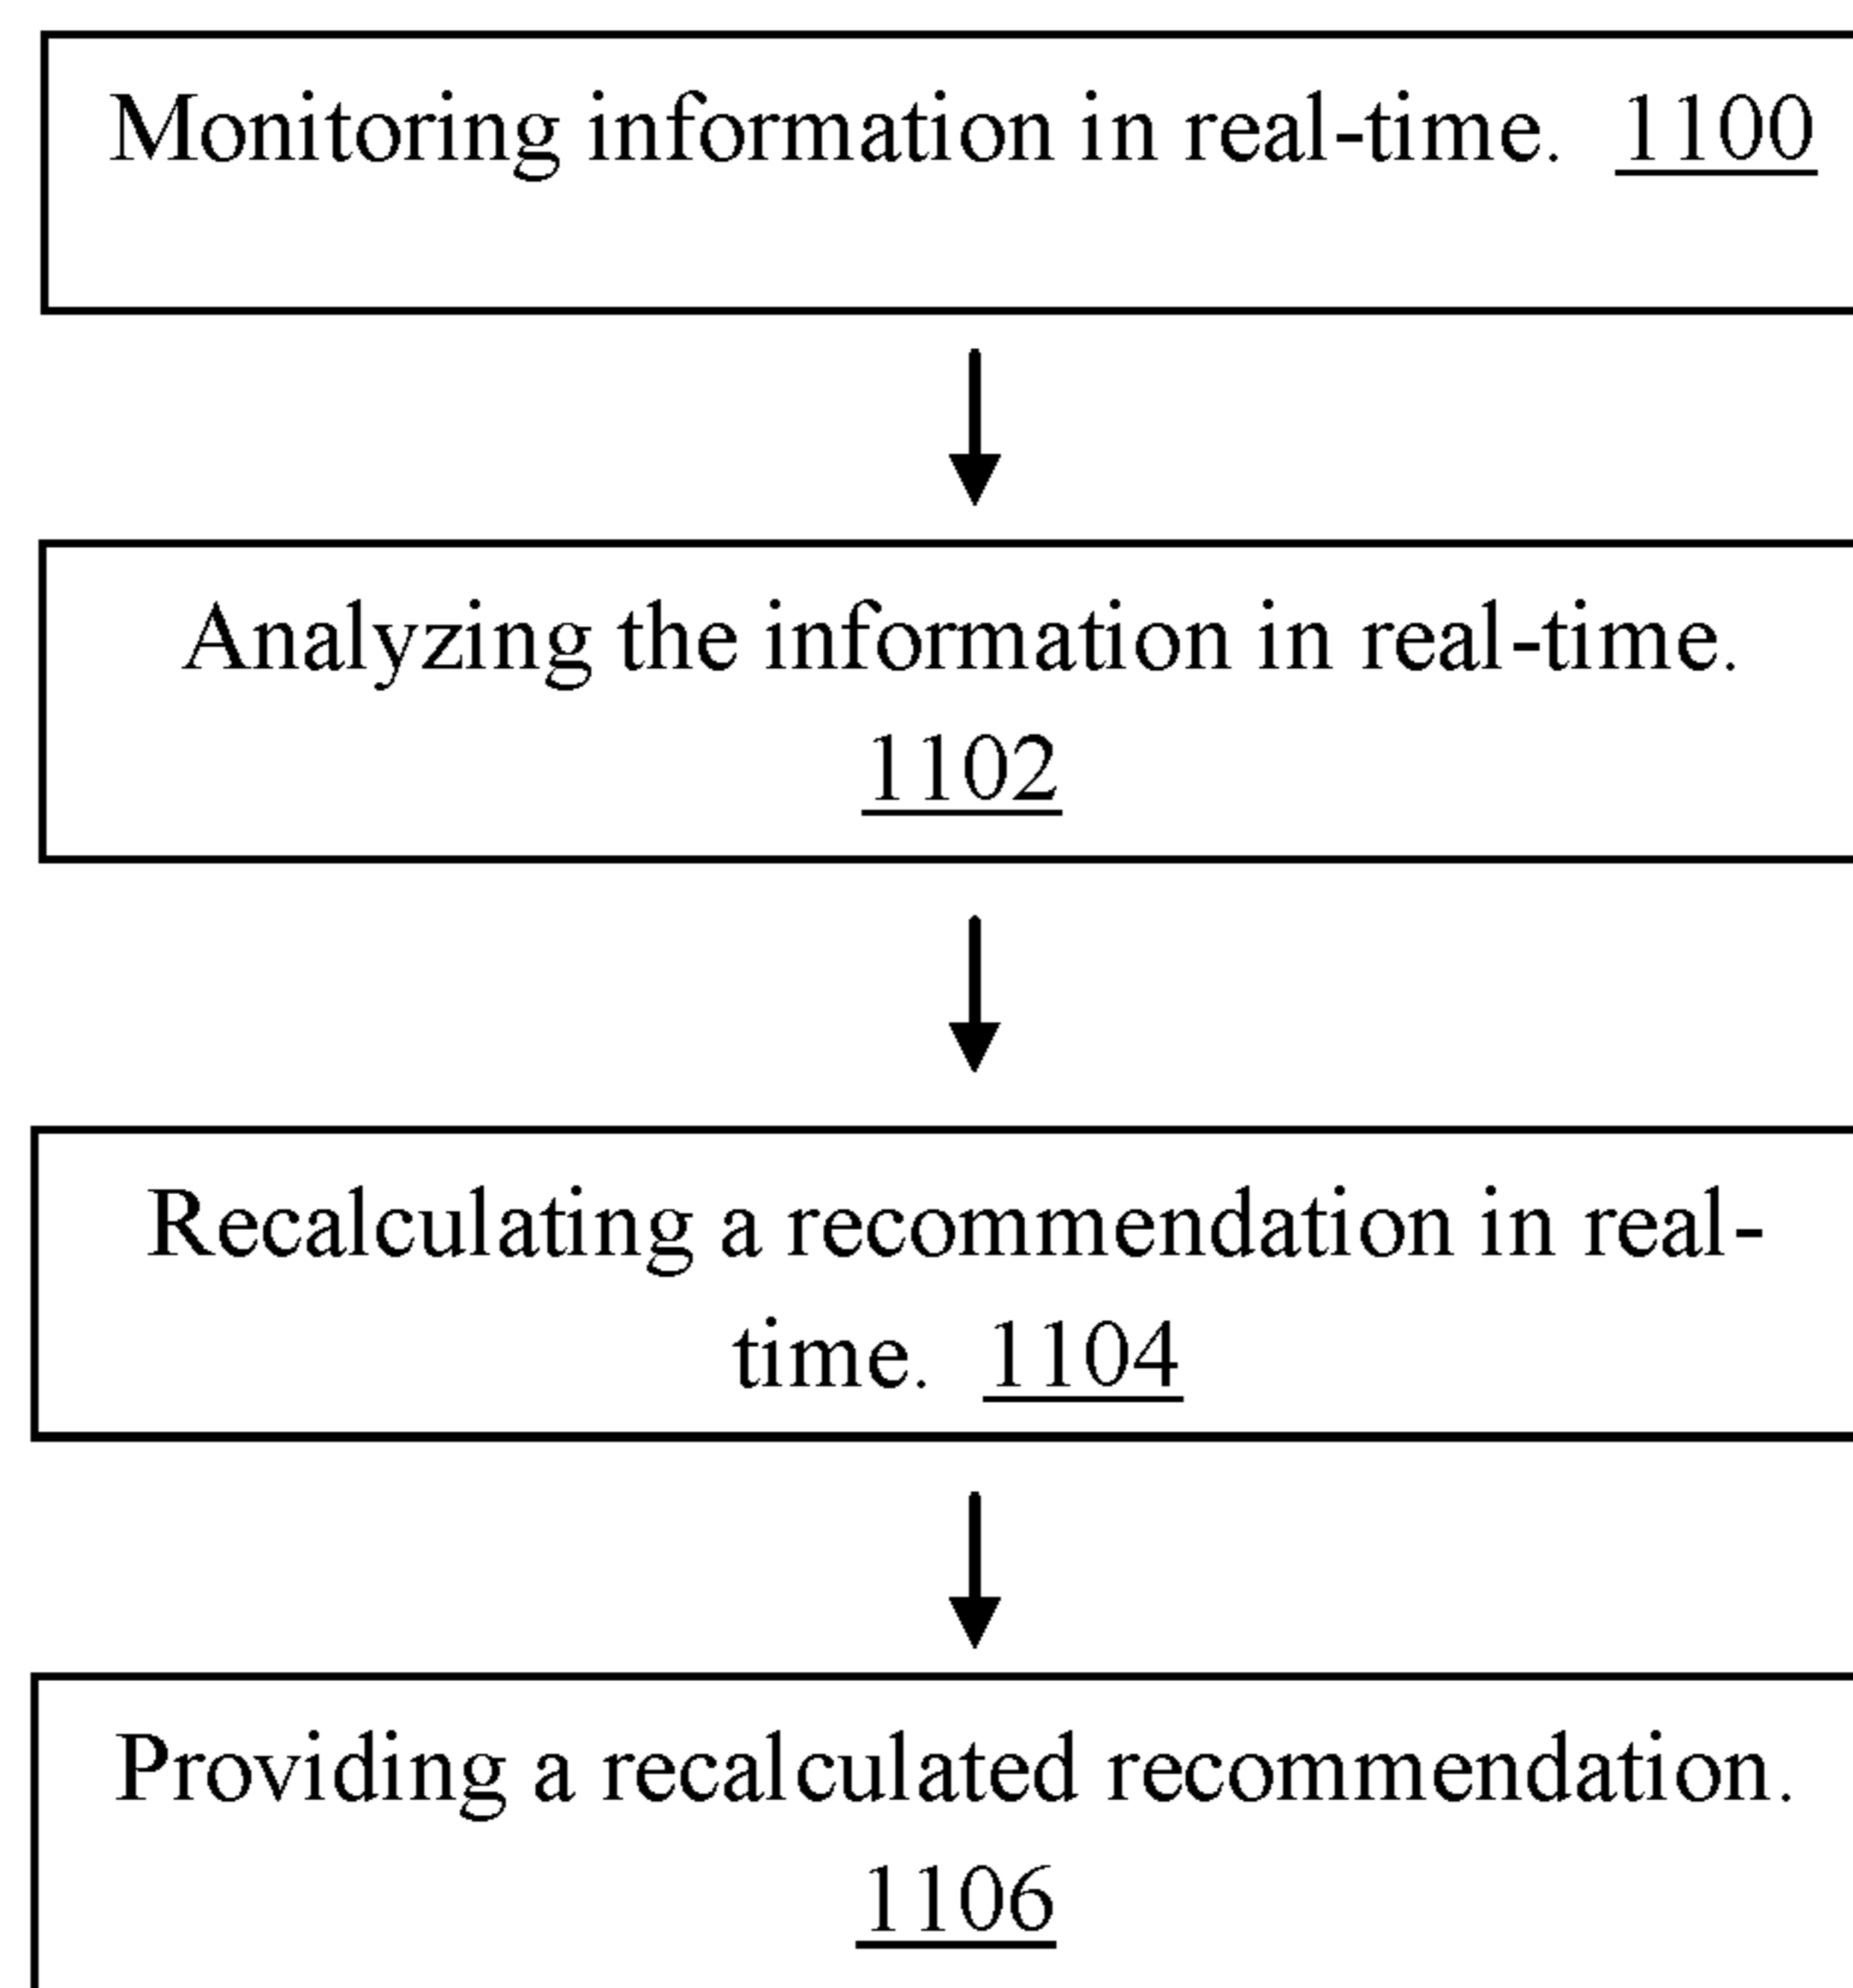 Monitoring information in real-time. 1100
Analyzing the information in real-time.
1102
Recalculating a recommendation in real-
time. 1104
Providing a recalculated recommendation.
1106